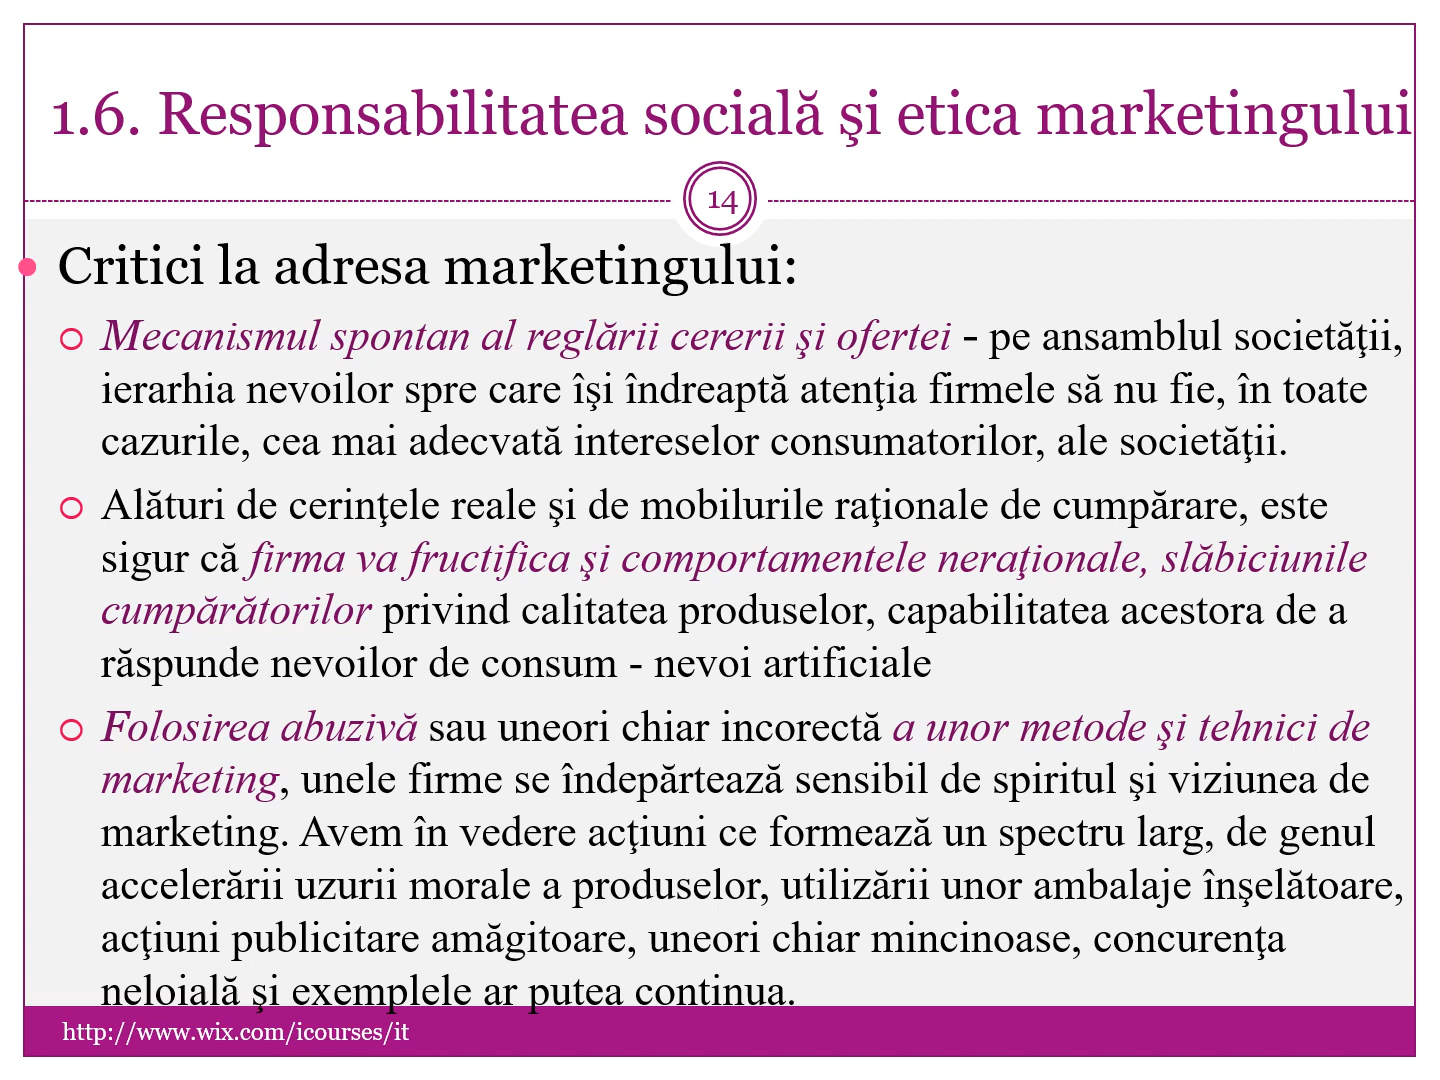 1.6. Responsabilitatea socială şi etica marketingului
14
Critici la adresa marketingului:
Mecanismul spontan al reglării cererii şi ofertei - pe ansamblul societăţii,
ierarhia nevoilor spre care îşi îndreaptă atenţia firmele să nu fie, în toate
cazurile, cea mai adecvată intereselor consumatorilor, ale societăţii.
Alături de cerinţele reale şi de mobilurile raţionale de cumpărare, este
sigur că firma va fructifica şi comportamentele neraţionale, slăbiciunile
cumpărătorilor privind calitatea produselor, capabilitatea acestora de a
răspunde nevoilor de consum - nevoi artificiale
Folosirea abuzivă sau uneori chiar incorectă a unor metode şi tehnici de
marketing, unele firme se îndepărtează sensibil de spiritul şi viziunea de
marketing. Avem în vedere acţiuni ce formează un spectru larg, de genul
accelerării uzurii morale a produselor, utilizării unor ambalaje înşelătoare,
acţiuni publicitare amăgitoare, uneori chiar mincinoase, concurenţa
neloială şi exemplele ar putea continua.
http://www.wix.com/icourses/it